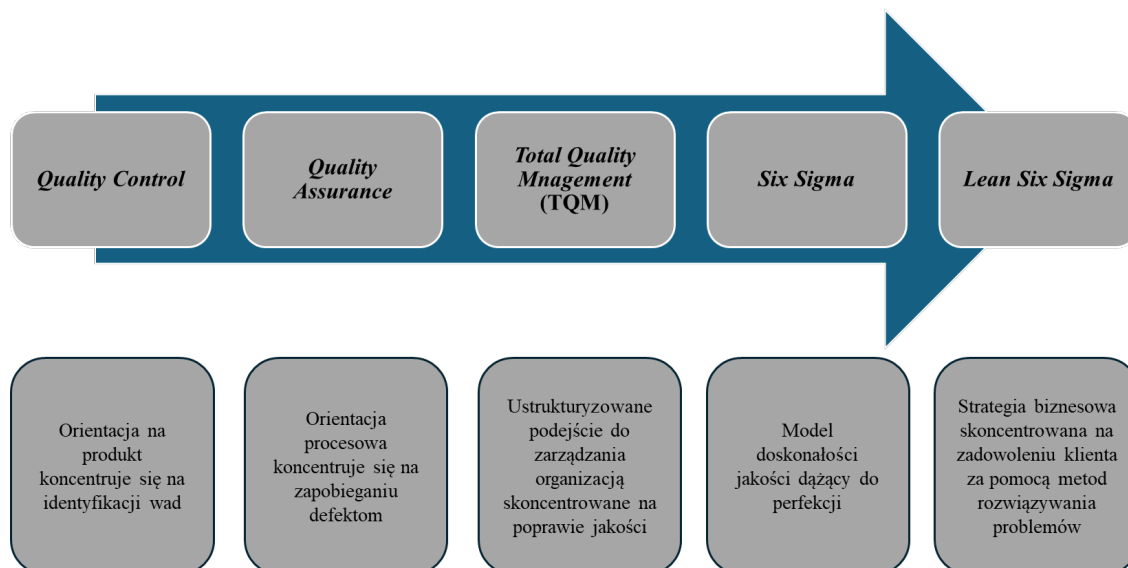 Quality Control
Quality
Assurance
Total Quality
Mnagement
(TQM)
Six Sigma
Lean Six Sigma
Orientacja na
produkt
koncentruje się na
identyfikacji wad
Orientacja
procesowa
koncentruje się na
zapobieganiu
defektom
Ustrukturyzowane
podejście do
zarządzania
organizacją
skoncentrowane na
poprawie jakości
Model
doskonałości
jakości dążący do
perfekcji
Strategia biznesowa
skoncentrowana na
zadowoleniu klienta
za pomocą metod
rozwiązywania
problemów